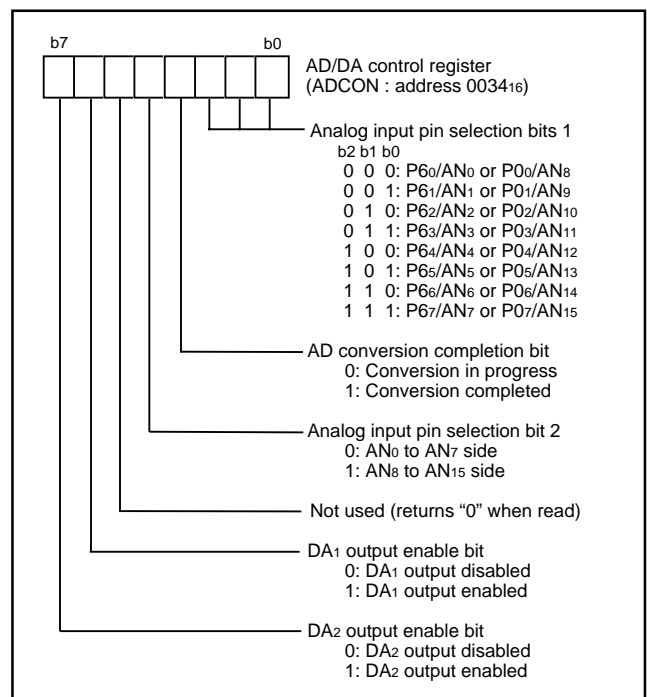 b7 b0
AD/DA control register
(ADCON : address 0034₁₆)
Analog input pin selection bits 1
b2 b1 b0
0 0 0: P6₀/AN₀ or P0₀/AN₈
0 0 1: P6₁/AN₁ or P0₁/AN₉
0 1 0: P6₂/AN₂ or P0₂/AN₁₀
0 1 1: P6₃/AN₃ or P0₃/AN₁₁
1 0 0: P6₄/AN₄ or P0₄/AN₁₂
1 0 1: P6₅/AN₅ or P0₅/AN₁₃
1 1 0: P6₆/AN₆ or P0₆/AN₁₄
1 1 1: P6₇/AN₇ or P0₇/AN₁₅
AD conversion completion bit
0: Conversion in progress
1: Conversion completed
Analog input pin selection bit 2
0: AN₀ to AN₇ side
1: AN₈ to AN₁₅ side
Not used (returns “0” when read)
DA₁ output enable bit
0: DA₁ output disabled
1: DA₁ output enabled
DA₂ output enable bit
0: DA₂ output disabled
1: DA₂ output enabled